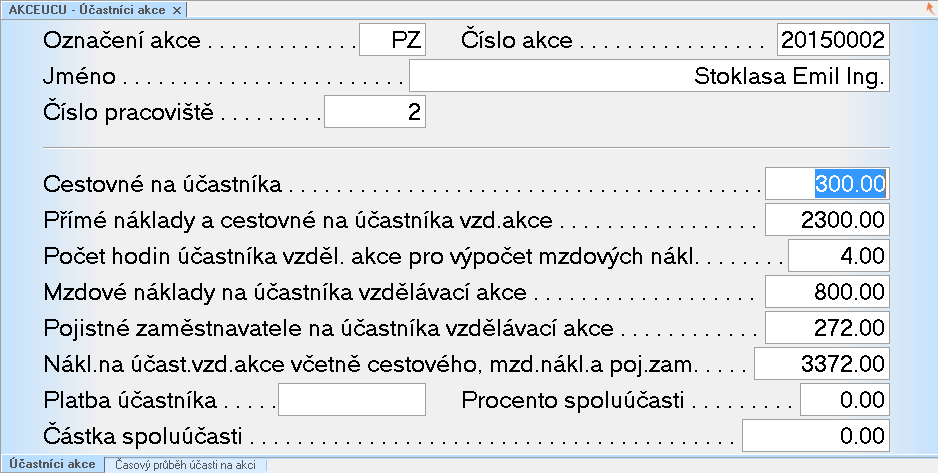 AKCEUCU - Účastníci akce ×
Označení akce . . . . . . . . . . . . . PZ Číslo akce . . . . . . . . . . . . . . . . 20150002
Jméno . . . . . . . . . . . . . . . . . . . . . . . . Stoklasa Emil Ing.
Číslo pracoviště . . . . . . . . . 2
Cestovné na účastníka . . . . . . . . . . . . . . . . . . . . . . . . . . . . . . . . . . . . . . . . 300.00
Přímé náklady a cestovné na účastníka vzd.akce . . . . . . . . . . . . . . . . . 2300.00
Počet hodin účastníka vzděl. akce pro výpočet mzdových nákl. . . . . . . . 4.00
Mzdové náklady na účastníka vzdělávací akce . . . . . . . . . . . . . . . . . . . 800.00
Pojistné zaměstnavatele na účastníka vzdělávací akce . . . . . . . . . . . . 272.00
Nákl.na účast.vzd.akce včetně cestového, mzd.nákl.a poj.zam. . . . . 3372.00
Platba účastníka . . . . . Procento spoluúčasti . . . . . . . . . 0.00
Částka spoluúčasti . . . . . . . . . . . . . . . . . . . . . . . . . . . . . . . . . . . . . . . . . 0.00
Účastníci akce Časový průběh účasti na akci